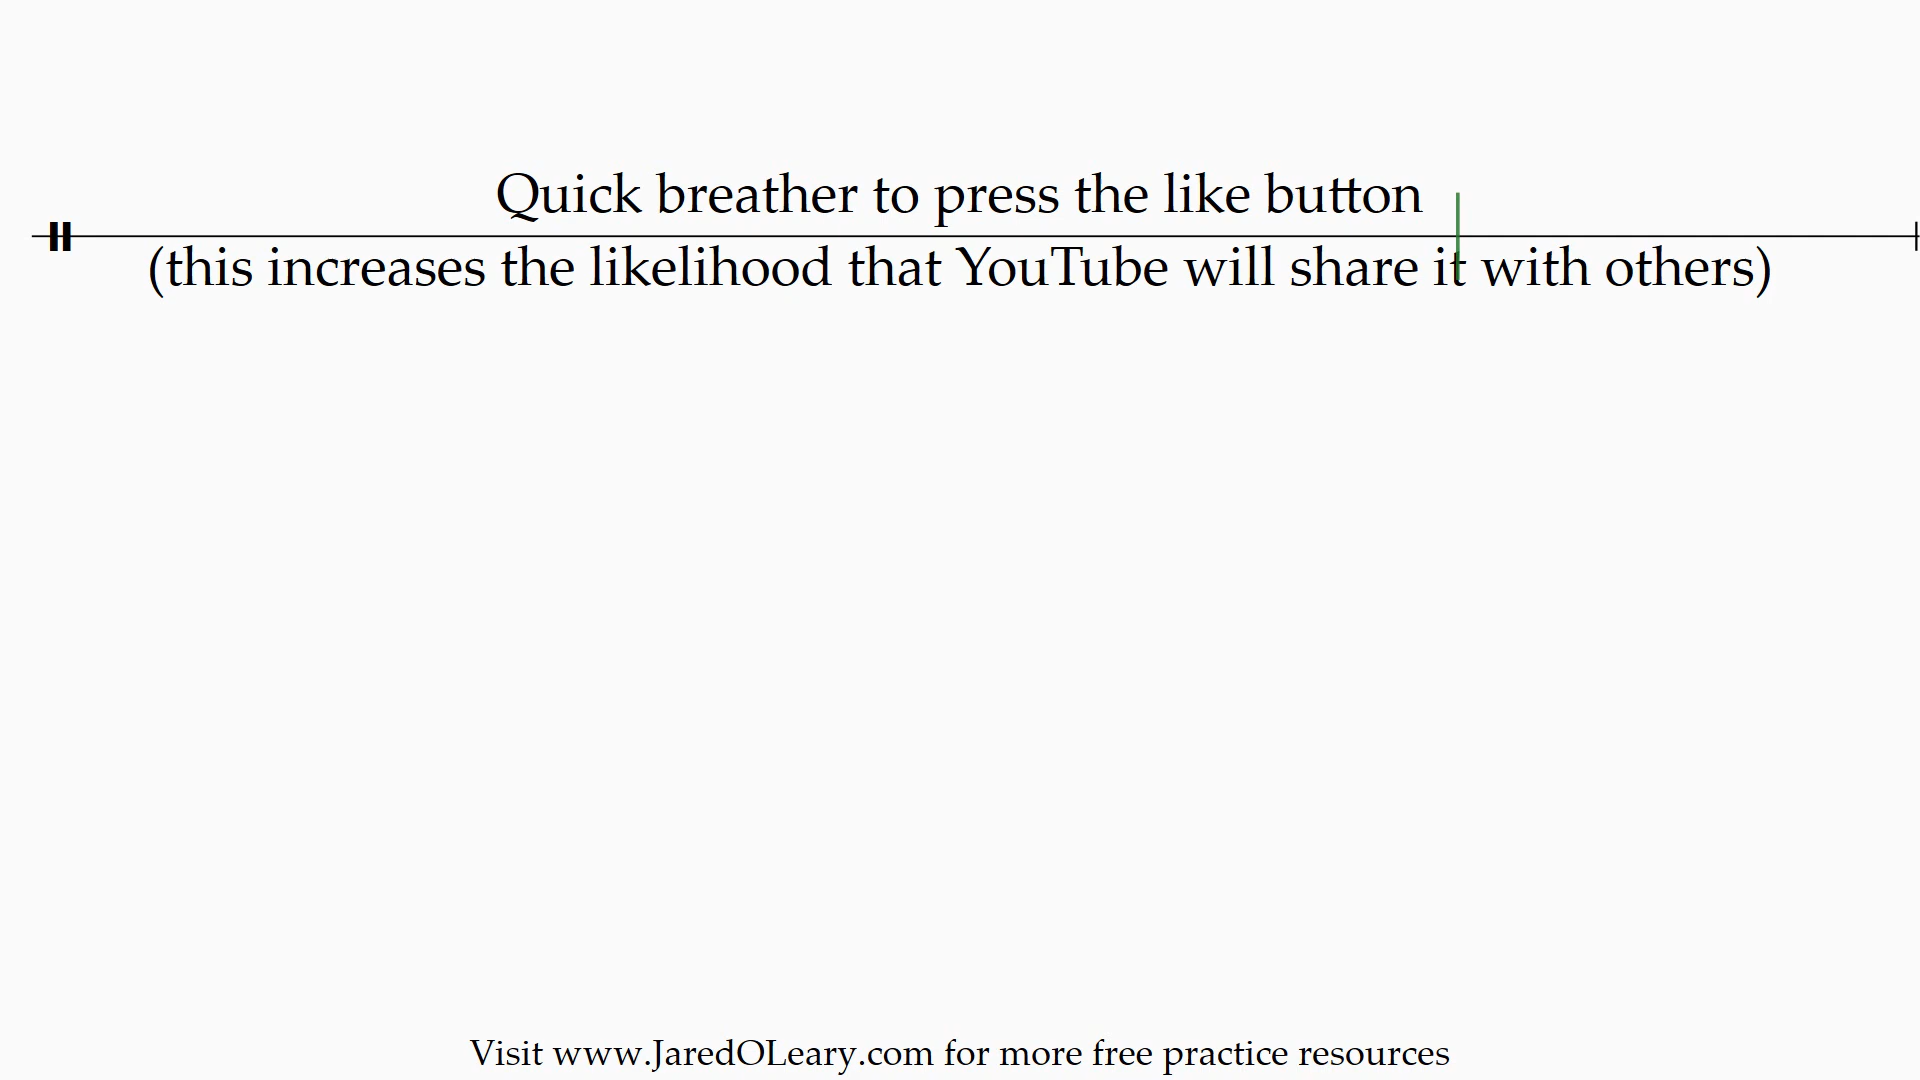 Quick breather to press the like button
(this increases the likelihood that YouTube will share it with others)
Visit www.JaredOLeary.com for more free practice resources